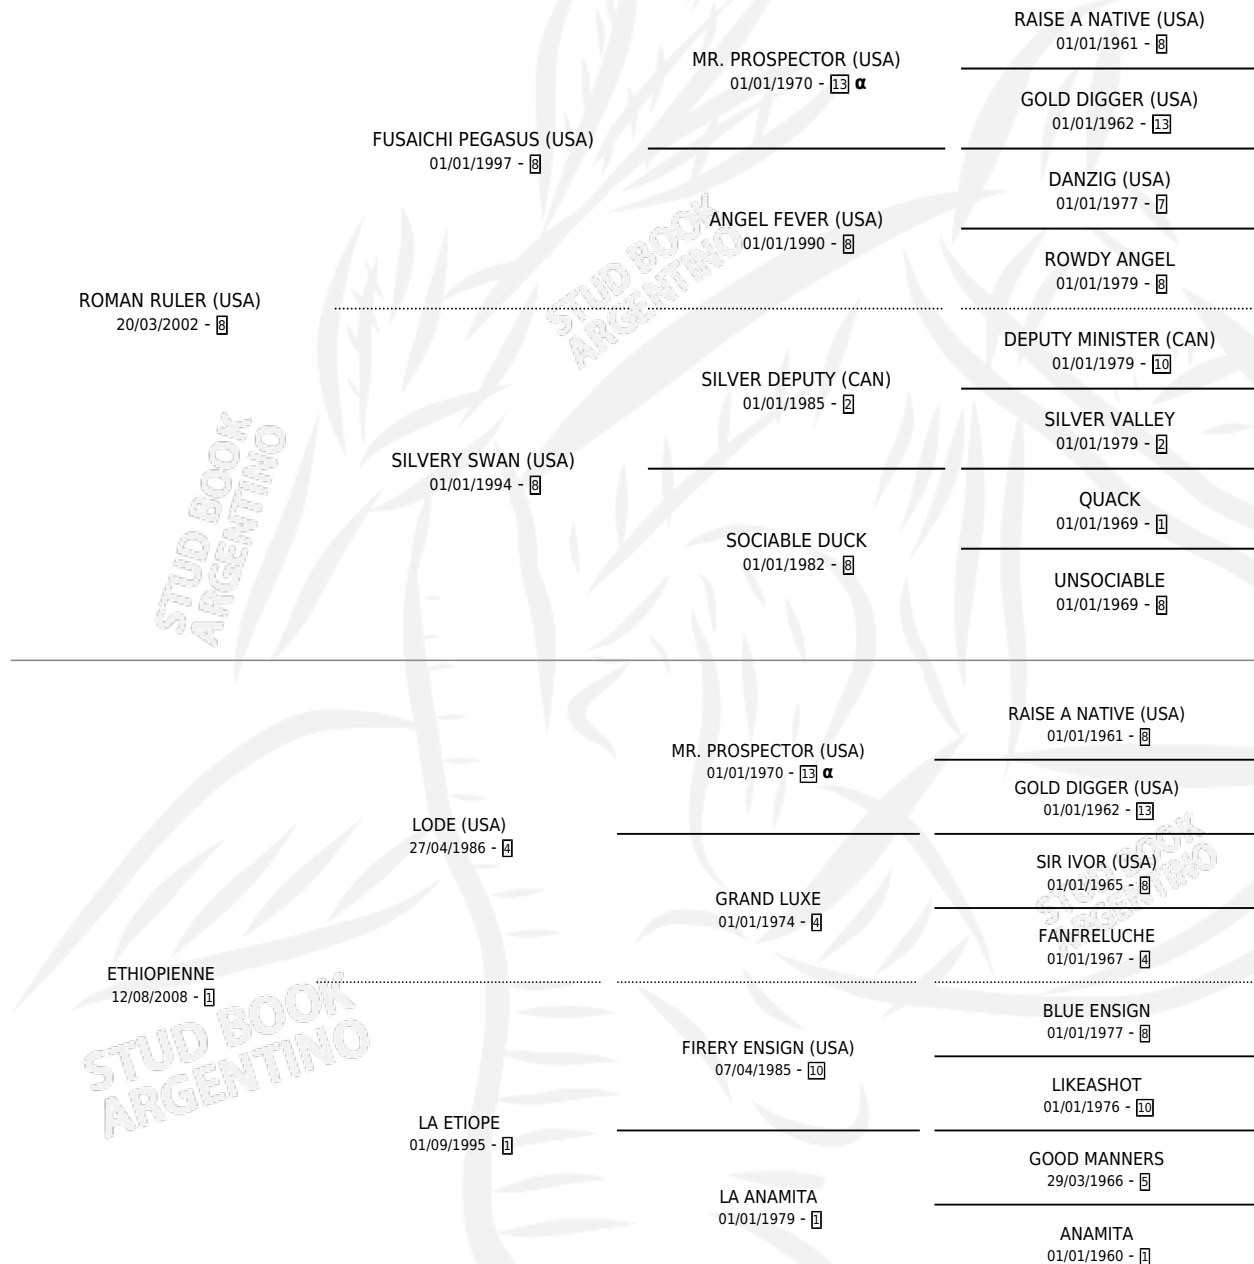 RAISE A NATIVE (USA)
01/01/1961 - 8
MR. PROSPECTOR (USA)
01/01/1970 - 13 α
GOLD DIGGER (USA)
01/01/1962 - 13
FUSAICHI PEGASUS (USA)
01/01/1997 - 8
DANZIG (USA)
01/01/1977 - 7
ANGEL FEVER (USA)
01/01/1990 - 8
ROWDY ANGEL
01/01/1979 - 8
STUD BOOK
ARGENTINO
ROMAN RULER (USA)
20/03/2002 - 8
DEPUTY MINISTER (CAN)
01/01/1979 - 10
SILVER DEPUTY (CAN)
01/01/1985 - 2
SILVER VALLEY
01/01/1979 - 2
SILVERY SWAN (USA)
01/01/1994 - 8
QUACK
01/01/1969 - 1
SOCIABLE DUCK
01/01/1982 - 8
UNSOCIABLE
01/01/1969 - 8
STUD BOOK
ARGENTINO
RAISE A NATIVE (USA)
01/01/1961 - 8
MR. PROSPECTOR (USA)
01/01/1970 - 13 α
GOLD DIGGER (USA)
01/01/1962 - 13
LODE (USA)
27/04/1986 - 4
SIR IVOR (USA)
01/01/1965 - 8
STUD BOOK
ARGENTINO
GRAND LUXE
01/01/1974 - 4
FANFRELUCHE
01/01/1967 - 4
ETHIOPIENNE
12/08/2008 - 1
BLUE ENSIGN
01/01/1977 - 8
STUD BOOK
ARGENTINO
FIRERY ENSIGN (USA)
07/04/1985 - 10
LIKEASHOT
01/01/1976 - 10
LA ETIOPE
01/09/1995 - 1
GOOD MANNERS
29/03/1966 - 5
LA ANAMITA
01/01/1979 - 1
ANAMITA
01/01/1960 - 1